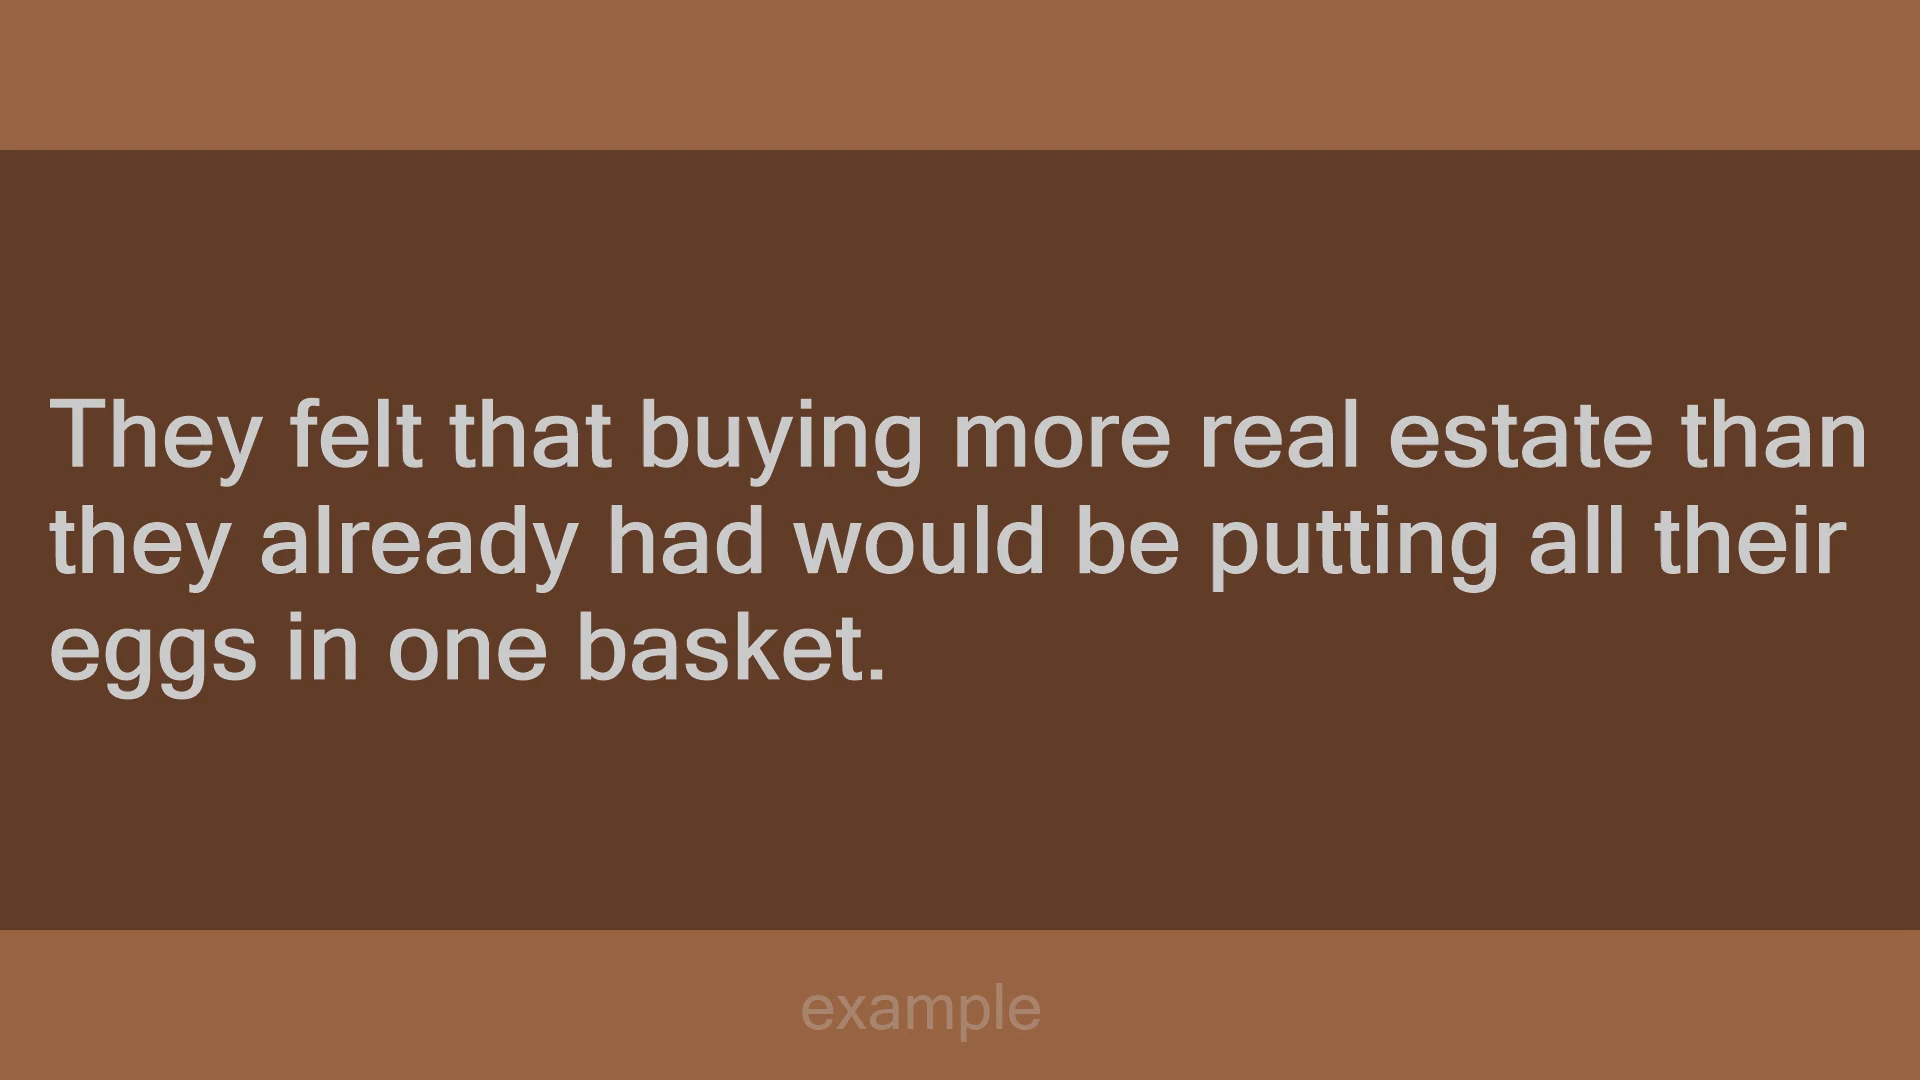 They felt that buying more real estate than
they already had would be putting all their
eggs in one basket.
example